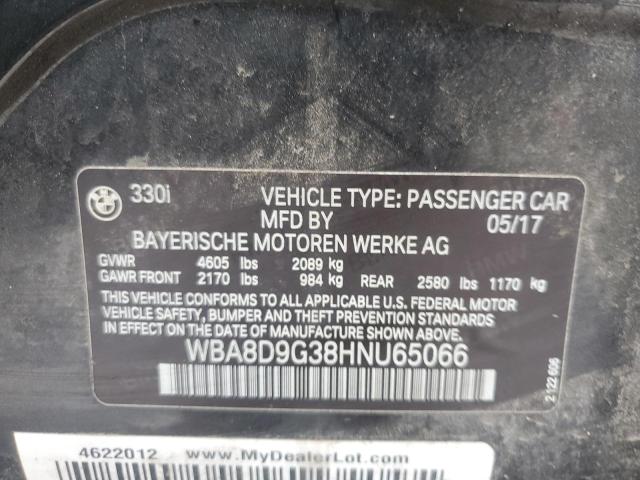 330i VEHICLE TYPE: PASSENGER CAR
MFD BY 05/17
BAYERISCHE MOTOREN WERKE AG
GVWR 4605 lbs 2089 kg
GAWR FRONT 2170 lbs 984 kg REAR 2580 lbs 1170 kg
THIS VEHICLE CONFORMS TO ALL APPLICABLE U.S. FEDERAL MOTOR
VEHICLE SAFETY, BUMPER AND THEFT PREVENTION STANDARDS
IN EFFECT ON THE DATE OF MANUFACTURE SHOWN ABOVE.
WBA8D9G38HNU65066
2 122 606
4622012 www.MyDealerLot.com